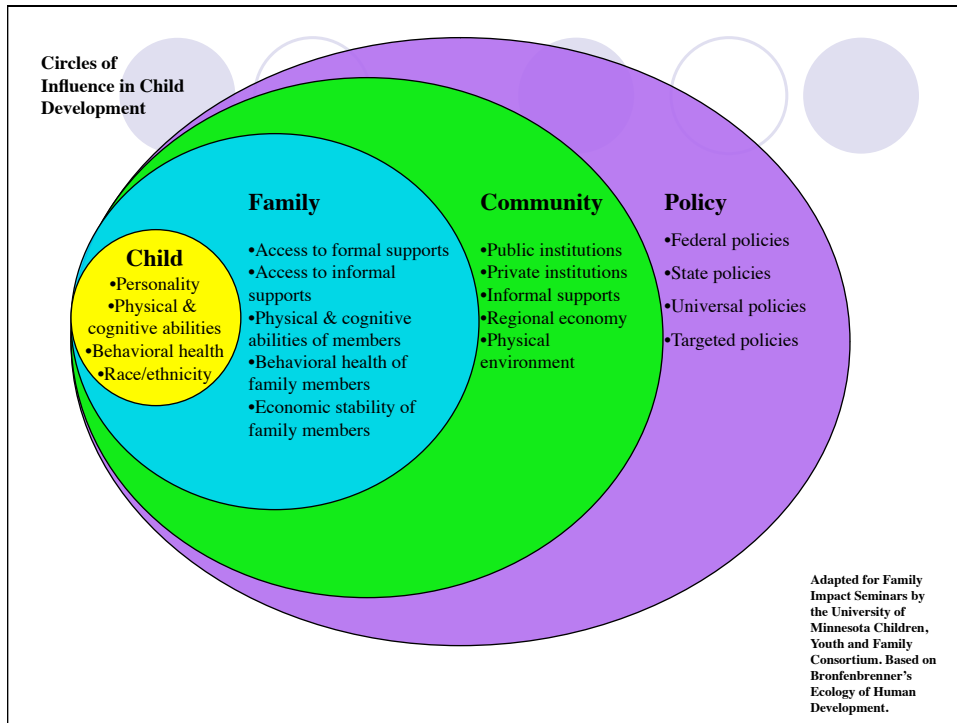 Circles of
Influence in Child
Development
Child
•Personality
•Physical &
cognitive abilities
•Behavioral health
•Race/ethnicity
Family
•Access to formal supports
•Access to informal
supports
•Physical & cognitive
abilities of members
•Behavioral health of
family members
•Economic stability of
family members
Community
•Public institutions
•Private institutions
•Informal supports
•Regional economy
•Physical
environment
Policy
•Federal policies
•State policies
•Universal policies
•Targeted policies
Adapted for Family
Impact Seminars by
the University of
Minnesota Children,
Youth and Family
Consortium. Based on
Bronfenbrenner’s
Ecology of Human
Development.